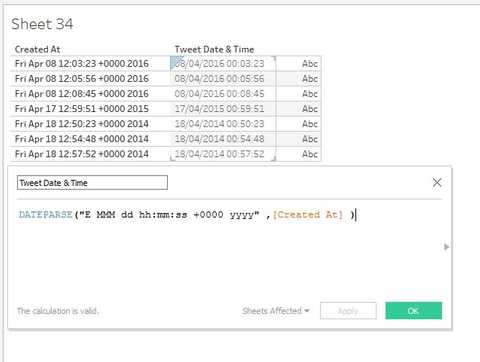 Sheet 34
Created At Tweet Date & Time
Fri Apr 08 12:03:23 +0000 2016 08/04/2016 00:03:23 Abc
Fri Apr 08 12:05:56 +0000 2016 08/04/2016 00:05:56 Abc
Fri Apr 08 12:08:45 +0000 2016 08/04/2016 00:08:45 Abc
Fri Apr 17 12:59:51 +0000 2015 17/04/2015 00:59:51 Abc
Fri Apr 18 12:50:23 +0000 2014 18/04/2014 00:50:23 Abc
Fri Apr 18 12:54:48 +0000 2014 18/04/2014 00:54:48 Abc
Fri Apr 18 12:57:52 +0000 2014 18/04/2014 00:57:52 Abc
Tweet Date & Time
DATEPARSE("E MMM dd hh:mm:ss +0000 yyyy" ,[Created At] )
The calculation is valid. Sheets Affected Apply OK